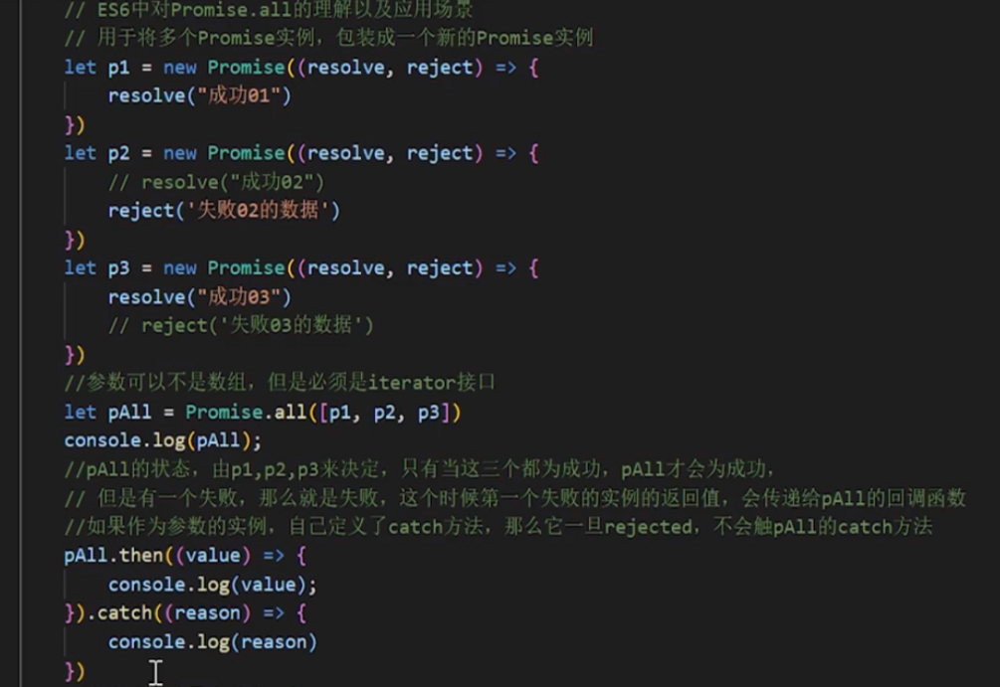 // ES6中对Promise.all的理解以及应用场景
// 用于将多个Promise实例，包装成一个新的Promise实例
let p1 = new Promise((resolve, reject) => {
resolve("成功01")
})
let p2 = new Promise((resolve, reject) => {
// resolve("成功02")
reject('失败02的数据')
})
let p3 = new Promise((resolve, reject) => {
resolve("成功03")
// reject('失败03的数据')
})
//参数可以不是数组，但是必须是iterator接口
let pAll = Promise.all([p1, p2, p3])
console.log(pAll);
//pAll的状态，由p1,p2,p3来决定，只有当这三个都为成功，pAll才会为成功，
// 但是有一个失败，那么就是失败，这个时候第一个失败的实例的返回值，会传递给pAll的回调函数
//如果作为参数的实例，自己定义了catch方法，那么它一旦rejected，不会触pAll的catch方法
pAll.then((value) => {
console.log(value);
}).catch((reason) => {
console.log(reason)
})